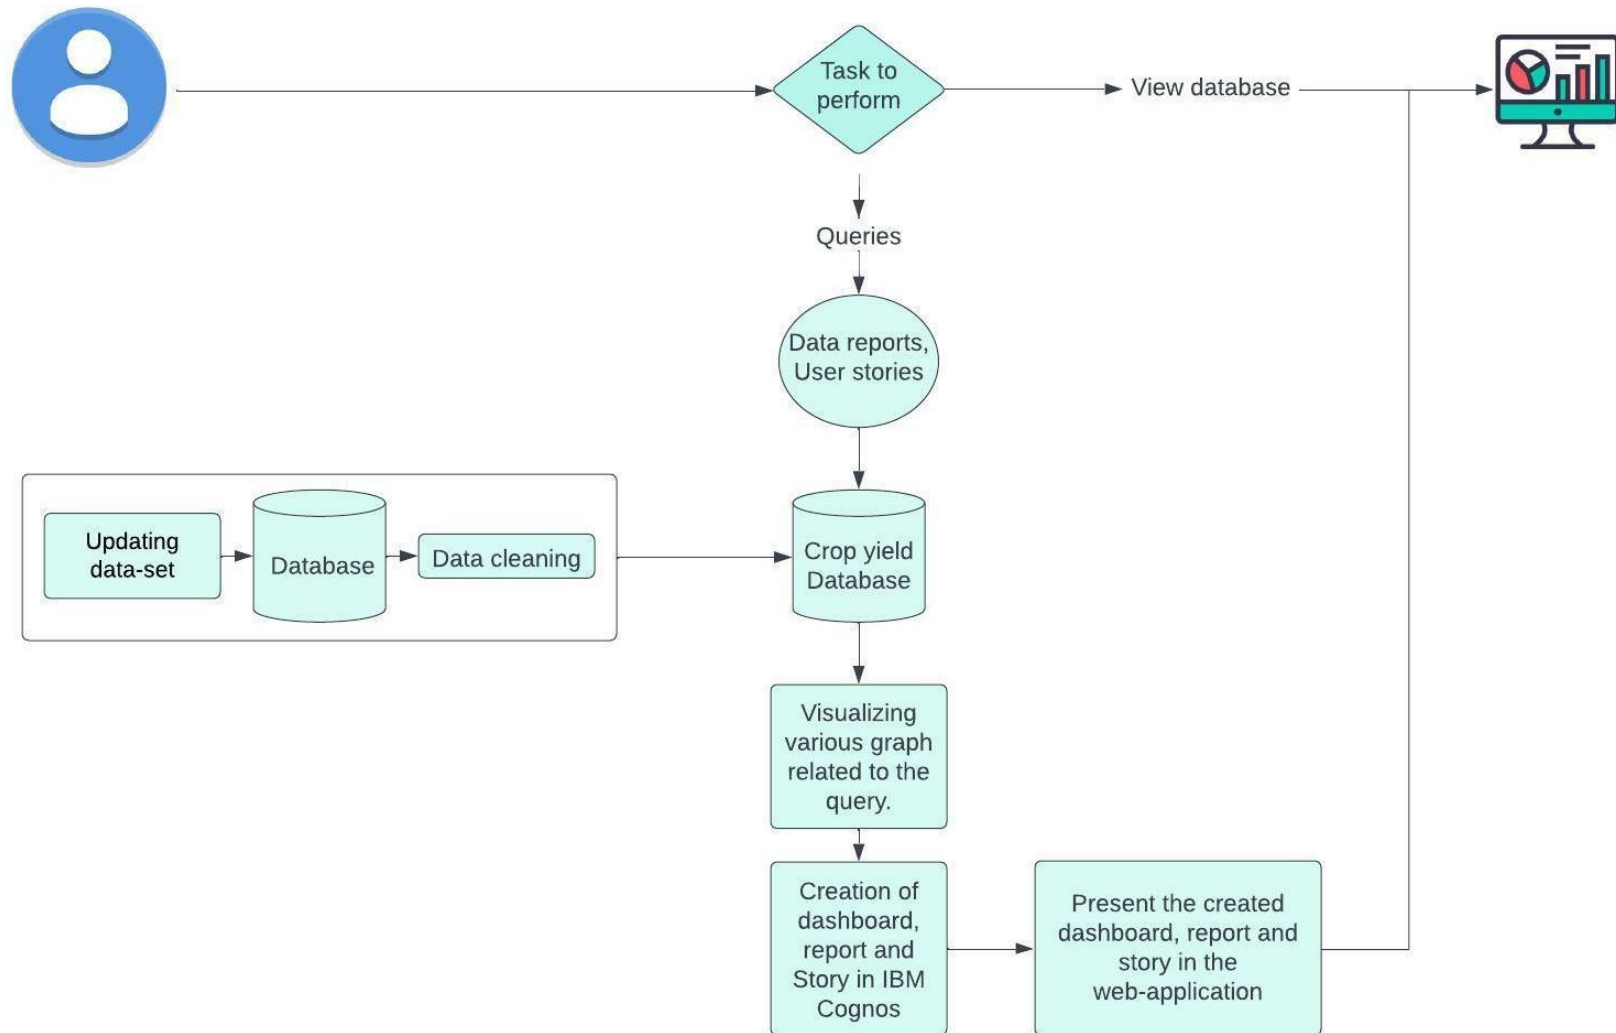 Task to
perform
View database
Queries
Data reports,
User stories
Updating
data-set
Database
Data cleaning
Crop yield
Database
Visualizing
various graph
related to the
query.
Creation of
dashboard,
report and
Story in IBM
Cognos
Present the created
dashboard, report and
story in the
web-application